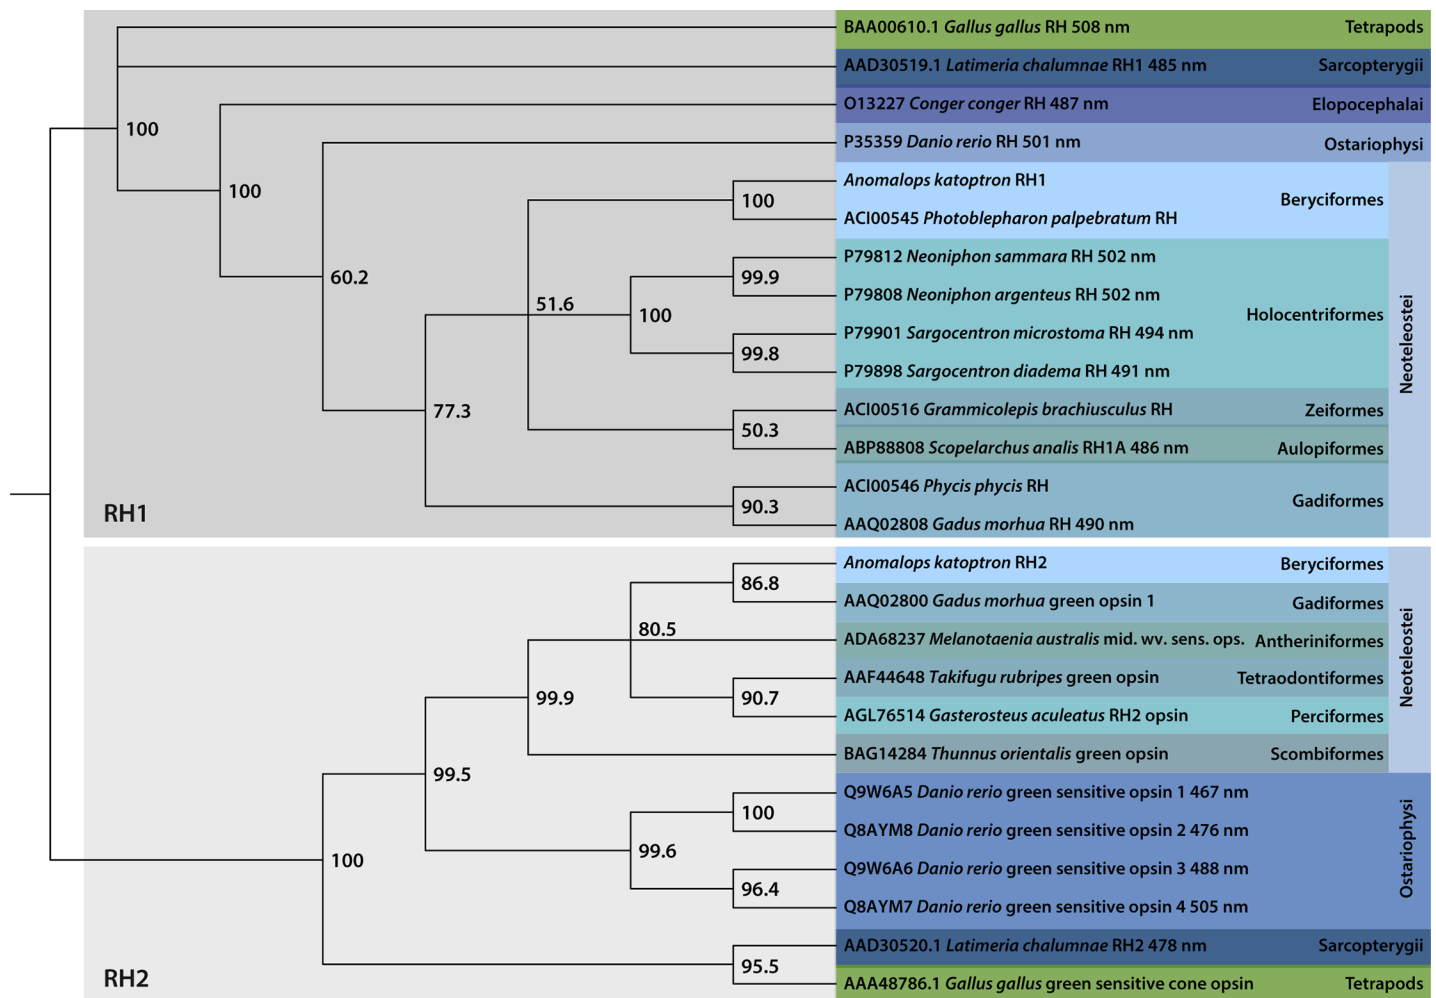 BAA00610.1 Gallus gallus RH 508 nm Tetrapods
AAD30519.1 Latimeria chalumnae RH1 485 nm Sarcopterygii
O13227 Conger conger RH 487 nm Elopocephalai
100
P35359 Danio rerio RH 501 nm Ostariophysi
Anomalops katoptron RH1
100
100 Beryciformes
ACI00545 Photoblepharon palpebratum RH
P79812 Neoniphon sammara RH 502 nm
60.2
99.9
P79808 Neoniphon argenteus RH 502 nm
51.6
100
Holocentriformes
Neoteleostei
P79901 Sargocentron microstoma RH 494 nm
99.8
P79898 Sargocentron diadema RH 491 nm
77.3
ACI00516 Grammicolepis brachiusculus RH Zeiformes
50.3
ABP88808 Scopelarchus analis RH1A 486 nm Aulopiformes
ACI00546 Phycis phycis RH
90.3 Gadiformes
RH1
AAQ02808 Gadus morhua RH 490 nm
Anomalops katoptron RH2 Beryciformes
86.8
AAQ02800 Gadus morhua green opsin 1 Gadiformes
80.5
ADA68237 Melanotaenia australis mid. wv. sens. ops. Antheriniformes
Neoteleostei
AAF44648 Takifugu rubripes green opsin Tetraodontiformes
99.9
90.7
AGL76514 Gasterosteus aculeatus RH2 opsin Perciformes
BAG14284 Thunnus orientalis green opsin Scombiformes
99.5
Q9W6A5 Danio rerio green sensitive opsin 1 467 nm
100
Q8AYM8 Danio rerio green sensitive opsin 2 476 nm
99.6
Ostariophysi
100
Q9W6A6 Danio rerio green sensitive opsin 3 488 nm
96.4
Q8AYM7 Danio rerio green sensitive opsin 4 505 nm
AAD30520.1 Latimeria chalumnae RH2 478 nm Sarcopterygii
95.5
RH2
AAA48786.1 Gallus gallus green sensitive cone opsin Tetrapods